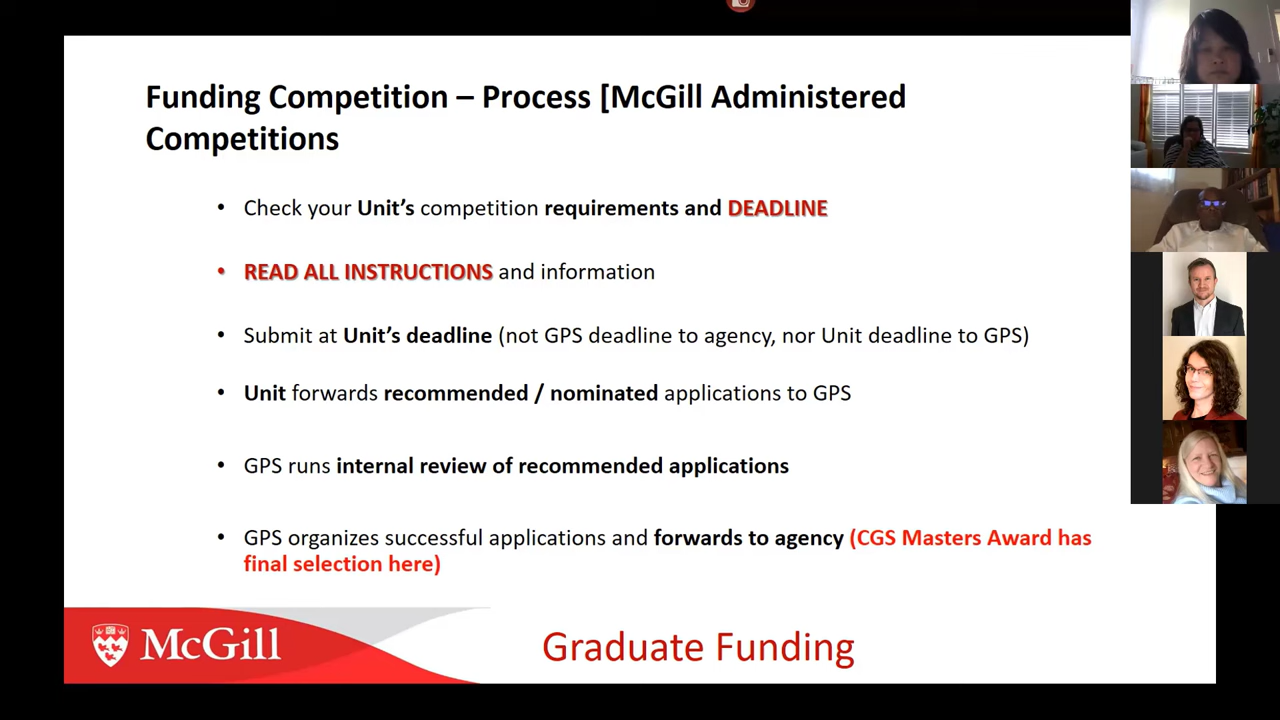 Funding Competition – Process [McGill Administered
Competitions
• Check your Unit's competition requirements and DEADLINE
• READ ALL INSTRUCTIONS and information
• Submit at Unit's deadline (not GPS deadline to agency, nor Unit deadline to GPS)
• Unit forwards recommended / nominated applications to GPS
• GPS runs internal review of recommended applications
• GPS organizes successful applications and forwards to agency (CGS Masters Award has
final selection here)
McGill
Graduate Funding